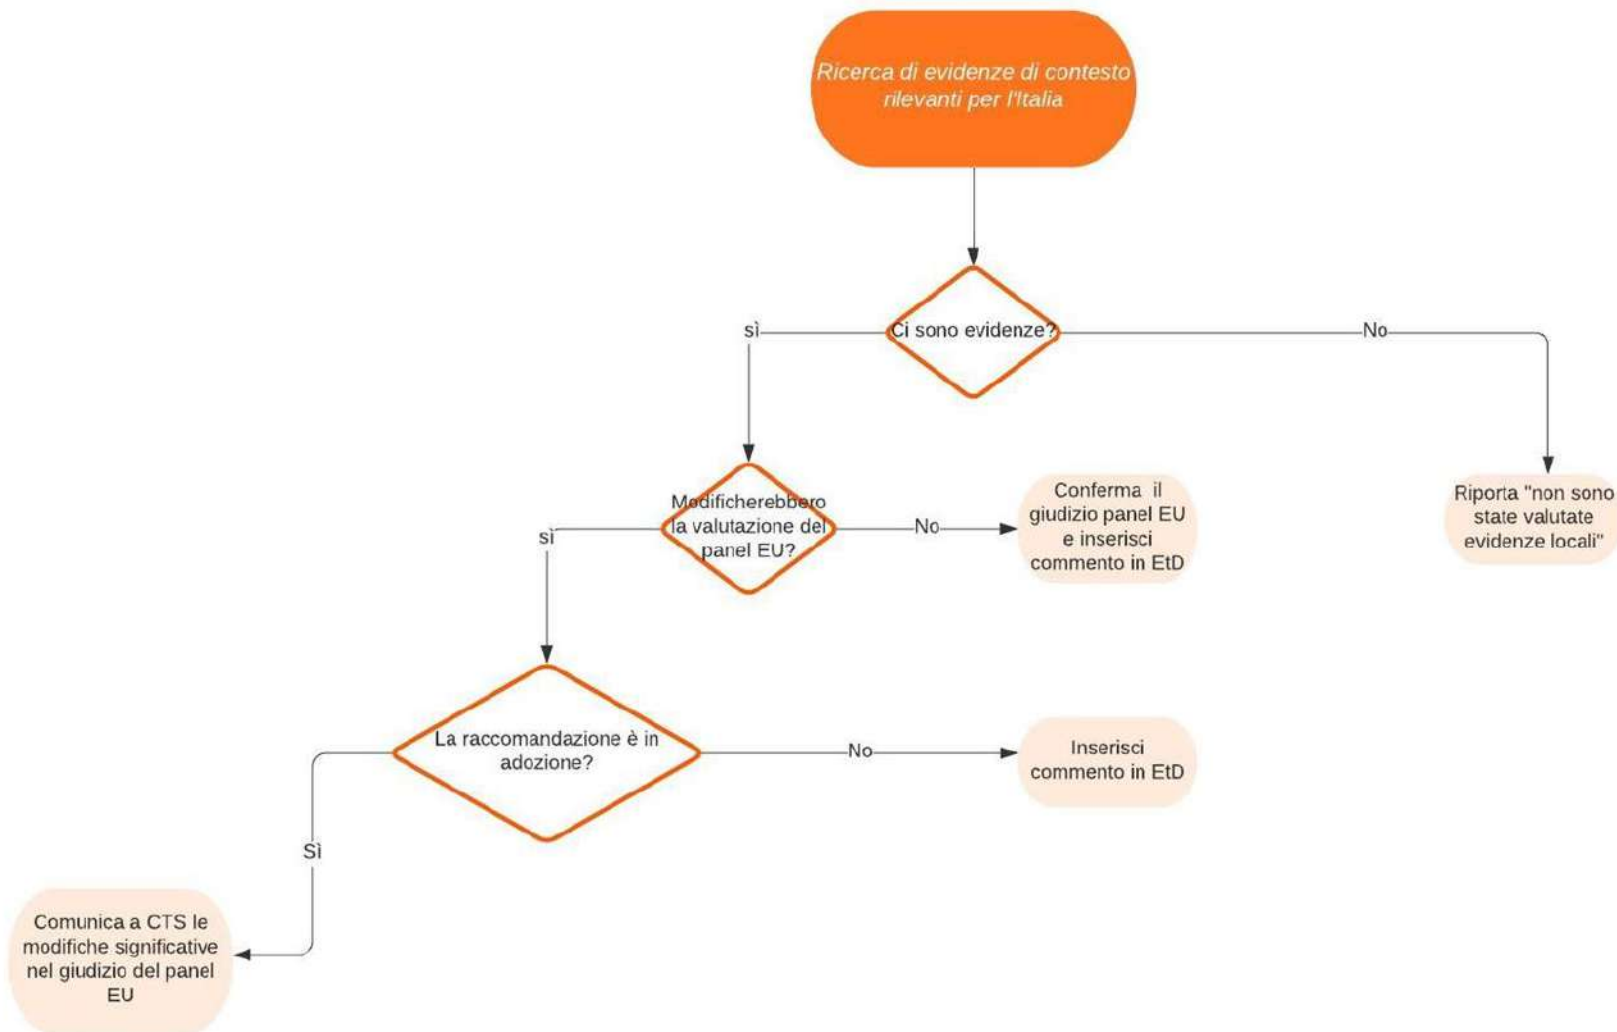 Ricerca di evidenze di contesto
rilevanti per l'Italia
Ci sono evidenze?
sì
No
Modificherebbero
la valutazione del
panel EU?
sì
No
Conferma il
giudizio panel EU
e inserisci
commento in EtD
Riporta "non sono
state valutate
evidenze locali"
La raccomandazione è in
adozione?
No
Inserisci
commento in EtD
Sì
Comunica a CTS le
modifiche significative
nel giudizio del panel
EU